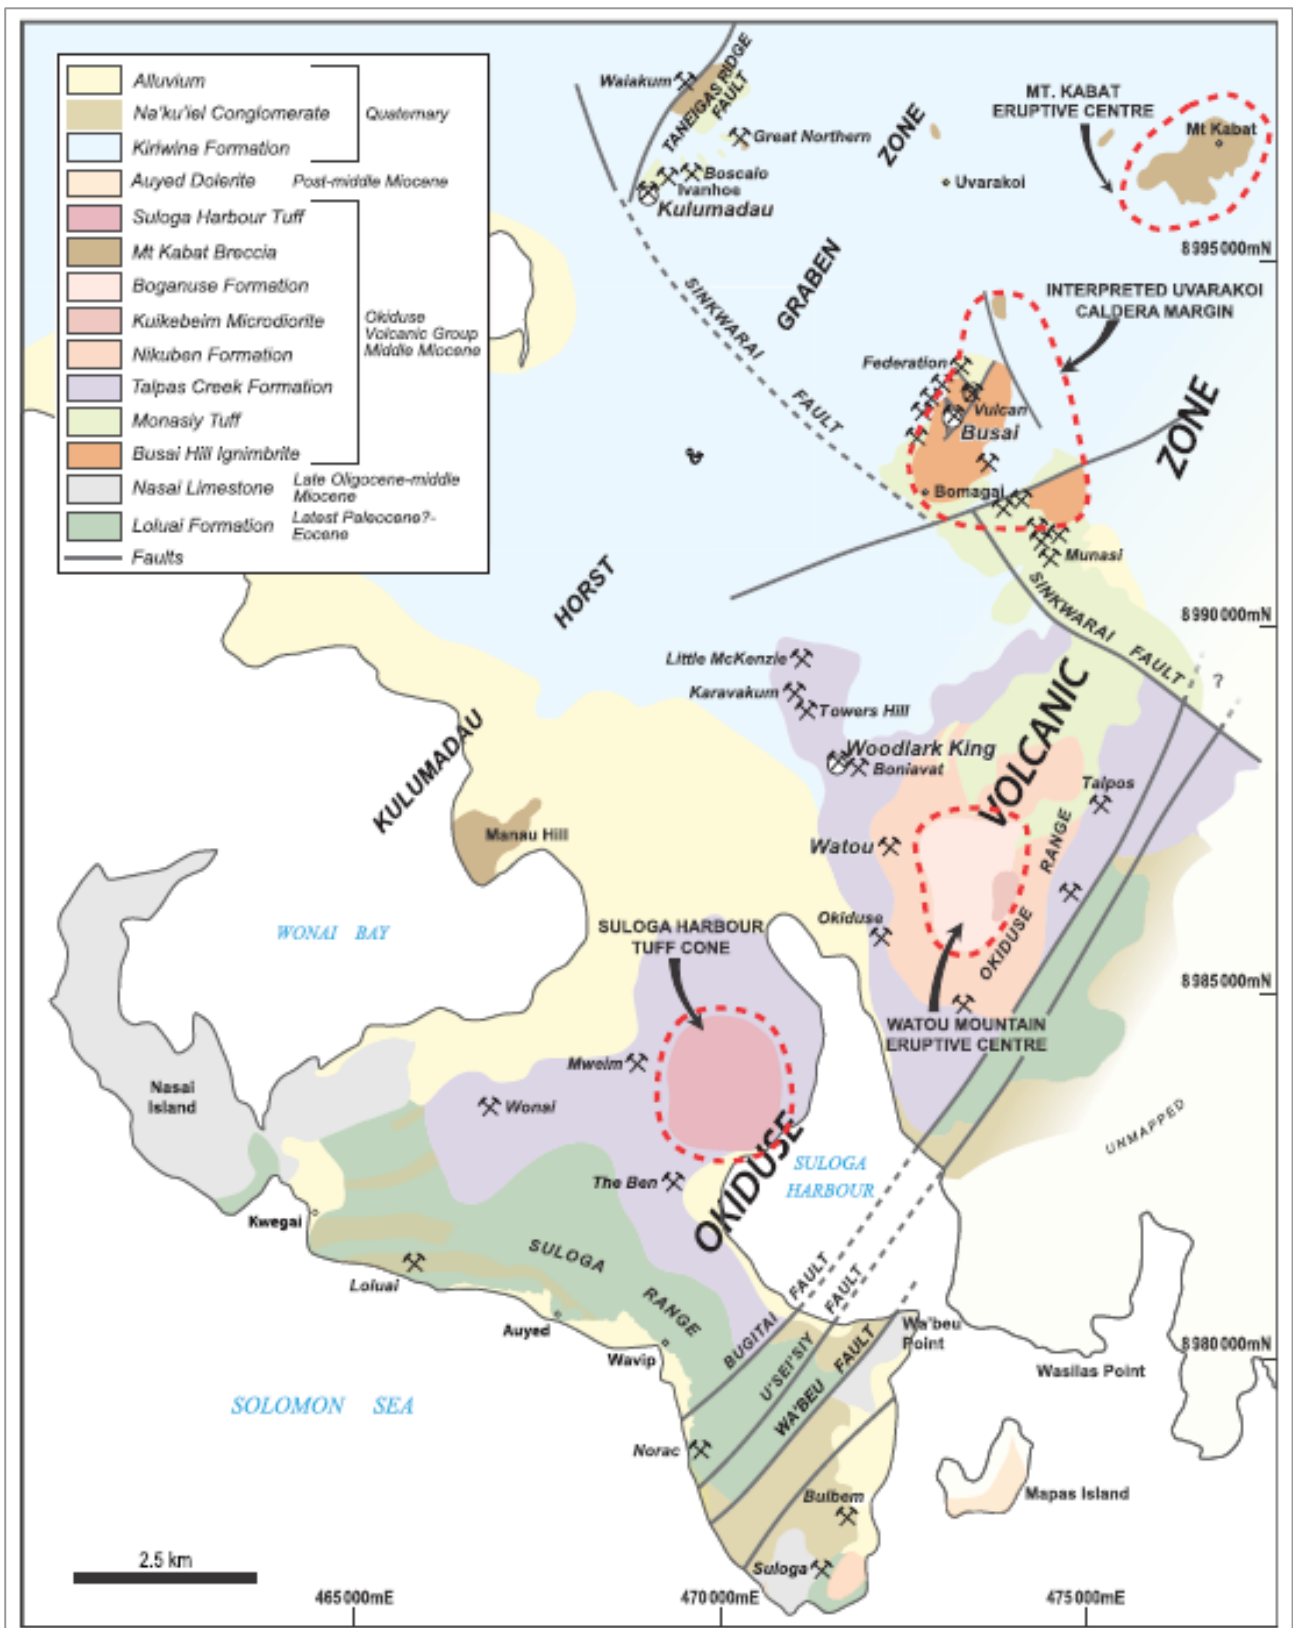 Alluvium
Na'ku'iel Conglomerate
Quaternary
Kiriwina Formation
Auyed Dolerite
Post-middle Miocene
Suloga Harbour Tuff
Mt Kabat Breccia
Boganuse Formation
Kuikebeim Microdiorite
Nikuben Formation
Okiduse
Volcanic Group
Middle Miocene
Talpas Creek Formation
Monasiy Tuff
Busai Hill Ignimbrite
Nasai Limestone
Late Oligocene-middle
Miocene
Loluai Formation
Latest Paleocene?-
Eocene
Faults
Waiakum
TANEIGAS RIDGE
FAULT
Great Northern
Boscalo
Ivanhoe
Kulumadau
ZONE
MT. KABAT
ERUPTIVE CENTRE
Mt Kabat
Uvarakoi
8995000mN
GRABEN
SINKWARAI
FAULT
INTERPRETED UVARAKOI
CALDERA MARGIN
Federation
Vulcan
Busai
Bomagai
Munasi
ZONE
&
HORST
KULUMADAU
8990000mN
SINKWARAI
FAULT
?
Little McKenzie
Karavakum
Towers Hill
Woodlark King
Boniavat
VOLCANIC
Talpos
Watou
RANGE
OKIDUSE
Okiduse
Manau Hill
WONAI BAY
SULOGA HARBOUR
TUFF CONE
8985000mN
WATOU MOUNTAIN
ERUPTIVE CENTRE
Nasai
Island
Mweim
Wonai
OKIDUSE
UNMAPPED
The Ben
SULOGA
HARBOUR
Kwegai
SULOGA
RANGE
Loluai
Auyed
Wavip
BUGITAI
FAULT
U'SEI'SIY
FAULT
WA'BEU
FAULT
Wa'beu
Point
8980000mN
Wasilas Point
SOLOMON SEA
Norac
Bulbem
Mapas Island
Suloga
2.5 km
465000mE
470000mE
475000mE